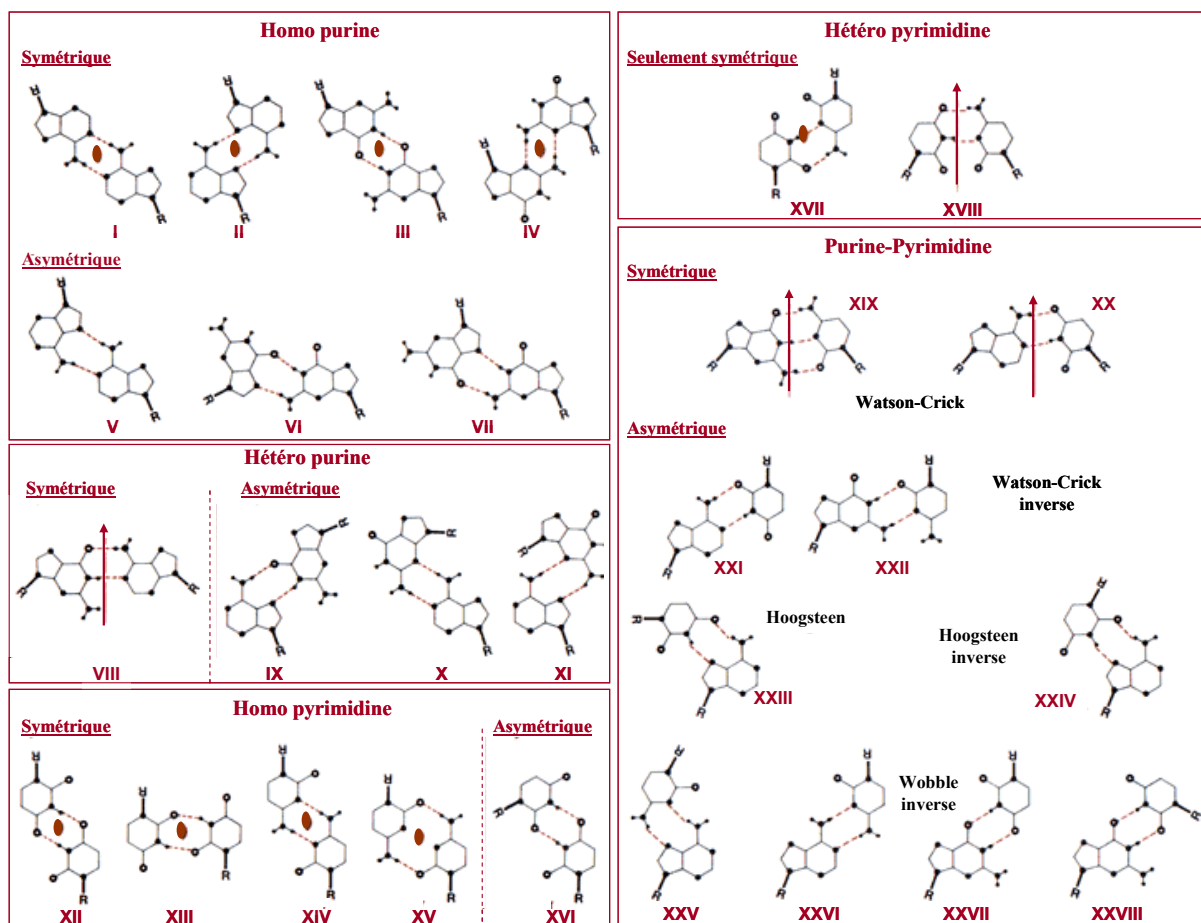 Homo purine
Symétrique
R
R
R
R
R
R
R
R
I
II
III
IV
Asymétrique
R
R
R
R
R
R
V
VI
VII
Hétéro purine
Symétrique
Asymétrique
R
R
R
R
R
R
R
R
VIII
IX
X
XI
Homo pyrimidine
Symétrique
Asymétrique
R
R
R
R
R
R
R
R
R
R
XII
XIII
XIV
XV
XVI
Hétéro pyrimidine
Seulement symétrique
R
R
R
R
XVII
XVIII
Purine-Pyrimidine
Symétrique
XIX
XX
R
R
R
R
Watson-Crick
Asymétrique
R
R
R
R
Watson-Crick
inverse
XXI
XXII
R
R
R
R
Hoogsteen
Hoogsteen
inverse
XXIII
XXIV
R
R
R
R
R
R
R
R
Wobble
inverse
XXV
XXVI
XXVII
XXVIII